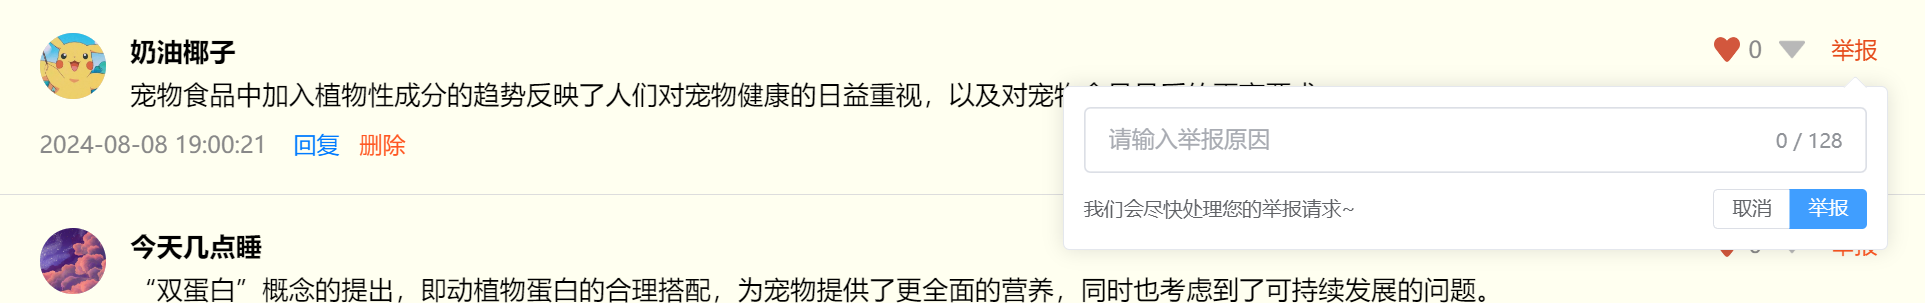 奶油椰子
0
举报
宠物食品中加入植物性成分的趋势反映了人们对宠物健康的日益重视，以及对宠物
请输入举报原因
0 / 128
2024-08-08 19:00:21 回复 删除
我们会尽快处理您的举报请求~
取消
举报
今天几点睡
“双蛋白”概念的提出，即动植物蛋白的合理搭配，为宠物提供了更全面的营养，同时也考虑到了可持续发展的问题。